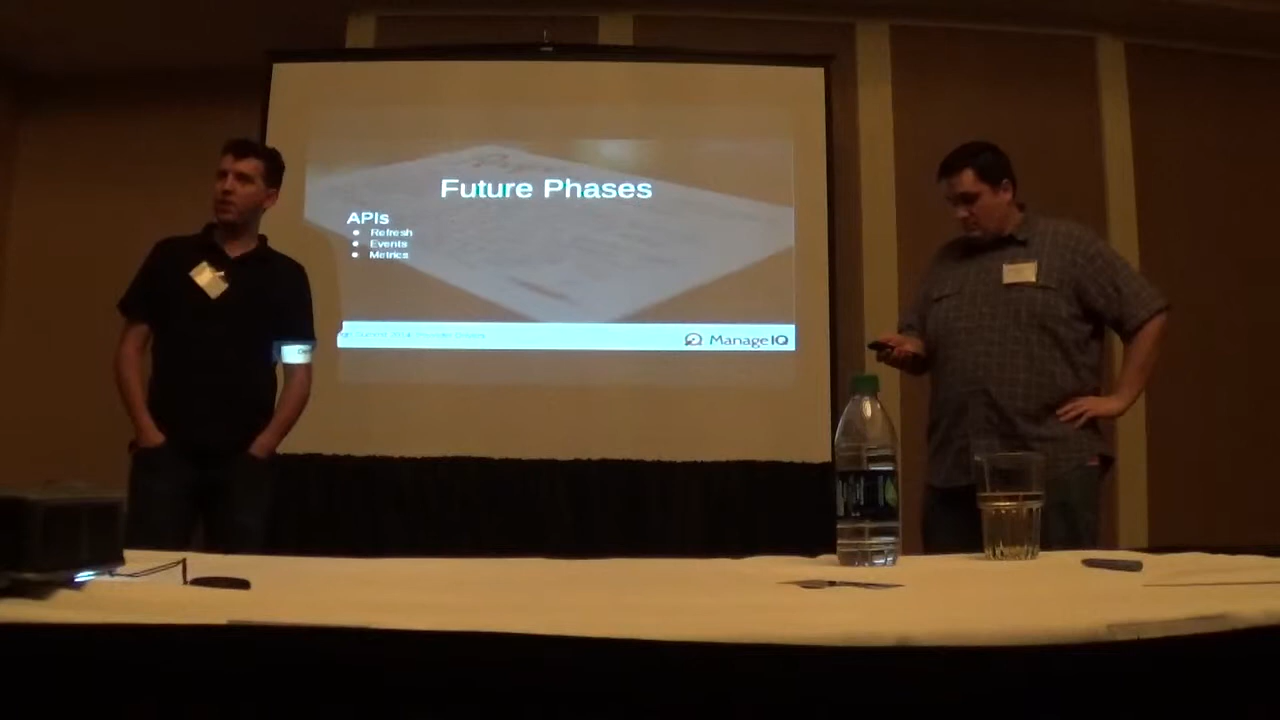 Future Phases
APIs
Refresh
Events
Metrics
ManageIQ